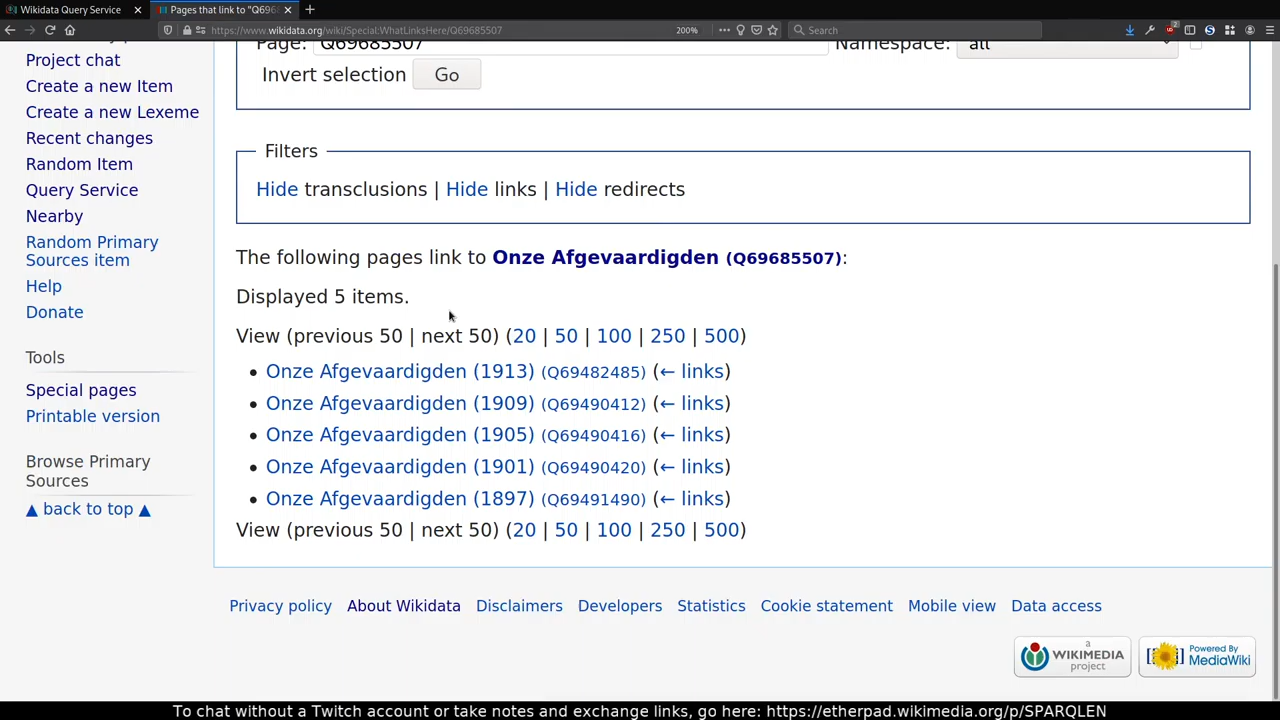 Wikidata Query Service
Pages that link to "Q696
https://www.wikidata.org/wiki/Special:WhatLinksHere/Q69685507
200%
Search
Project chat
Create a new Item
Create a new Lexeme
Recent changes
Random Item
Query Service
Nearby
Random Primary
Sources item
Help
Donate
Tools
Special pages
Printable version
Browse Primary
Sources
▲ back to top ▲
Page: Q69685507 Namespace: all
Invert selection Go
Filters
Hide transclusions | Hide links | Hide redirects
The following pages link to Onze Afgevaardigden (Q69685507):
Displayed 5 items.
View (previous 50 | next 50) (20 | 50 | 100 | 250 | 500)
• Onze Afgevaardigden (1913) (Q69482485) (← links)
• Onze Afgevaardigden (1909) (Q69490412) (← links)
• Onze Afgevaardigden (1905) (Q69490416) (← links)
• Onze Afgevaardigden (1901) (Q69490420) (← links)
• Onze Afgevaardigden (1897) (Q69491490) (← links)
View (previous 50 | next 50) (20 | 50 | 100 | 250 | 500)
Privacy policy About Wikidata Disclaimers Developers Statistics Cookie statement Mobile view Data access
a
WIKIMEDIA
project
Powered By
MediaWiki
To chat without a Twitch account or take notes and exchange links, go here: https://etherpad.wikimedia.org/p/SPARQLEN